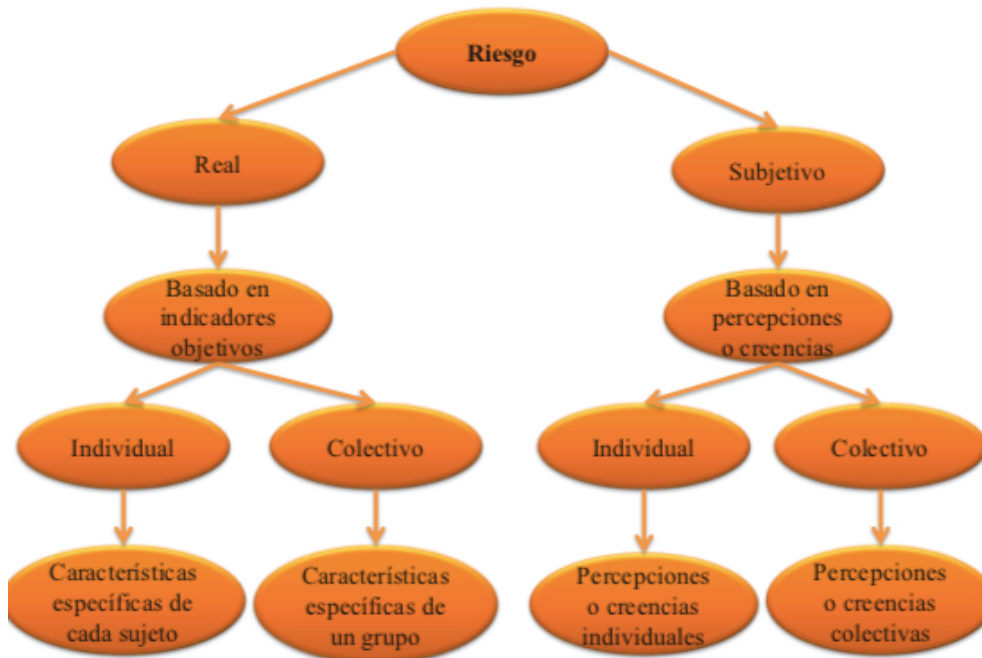 Riesgo
Real
Subjetivo
Basado en
indicadores
objetivos
Basado en
percepciones
o creencias
Individual
Colectivo
Individual
Colectivo
Características
específicas de
cada sujeto
Características
específicas de
un grupo
Percepciones
o creencias
individuales
Percepciones
o creencias
colectivas